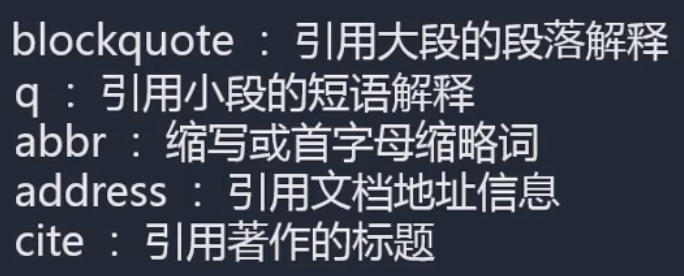 blockquote ： 引用大段的段落解释
q ： 引用小段的短语解释
abbr ： 缩写或首字母缩略词
address ： 引用文档地址信息
cite ： 引用著作的标题